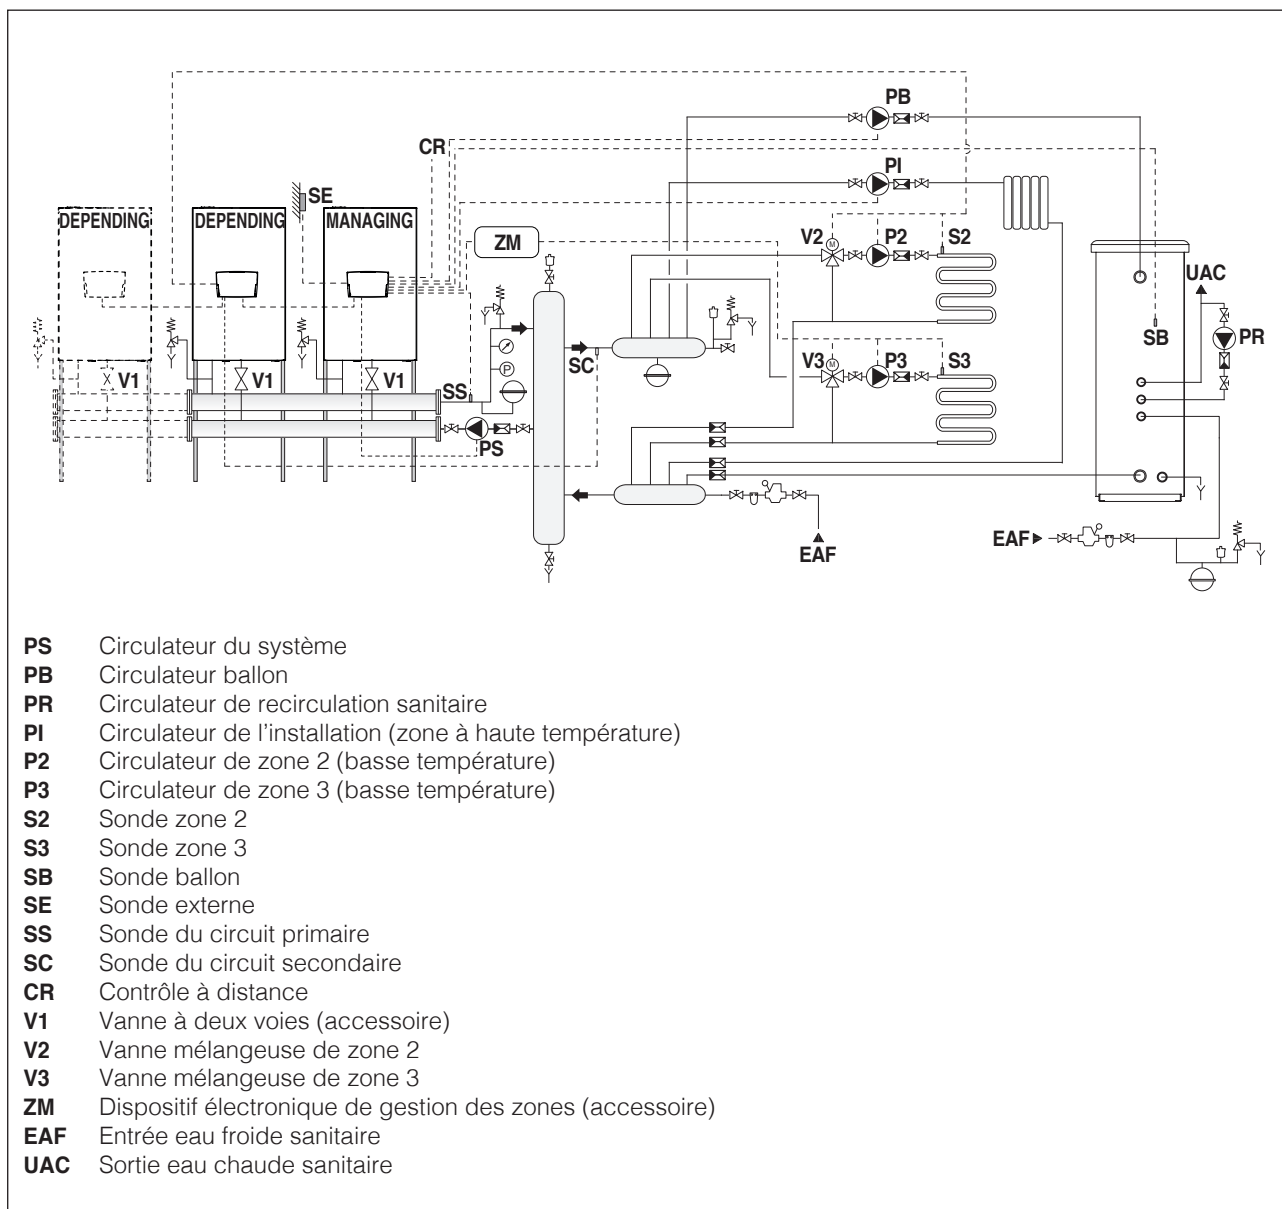 PB
CR
PI
SE
DEPENDING DEPENDING MANAGING
ZM
V2 P2 S2
UAC
SC
V3 P3 S3
SB PR
V1 V1 V1
SS
P
PS
M
M
EAF
EAF
PS Circulateur du système
PB Circulateur ballon
PR Circulateur de recirculation sanitaire
PI Circulateur de l'installation (zone à haute température)
P2 Circulateur de zone 2 (basse température)
P3 Circulateur de zone 3 (basse température)
S2 Sonde zone 2
S3 Sonde zone 3
SB Sonde ballon
SE Sonde externe
SS Sonde du circuit primaire
SC Sonde du circuit secondaire
CR Contrôle à distance
V1 Vanne à deux voies (accessoire)
V2 Vanne mélangeuse de zone 2
V3 Vanne mélangeuse de zone 3
ZM Dispositif électronique de gestion des zones (accessoire)
EAF Entrée eau froide sanitaire
UAC Sortie eau chaude sanitaire